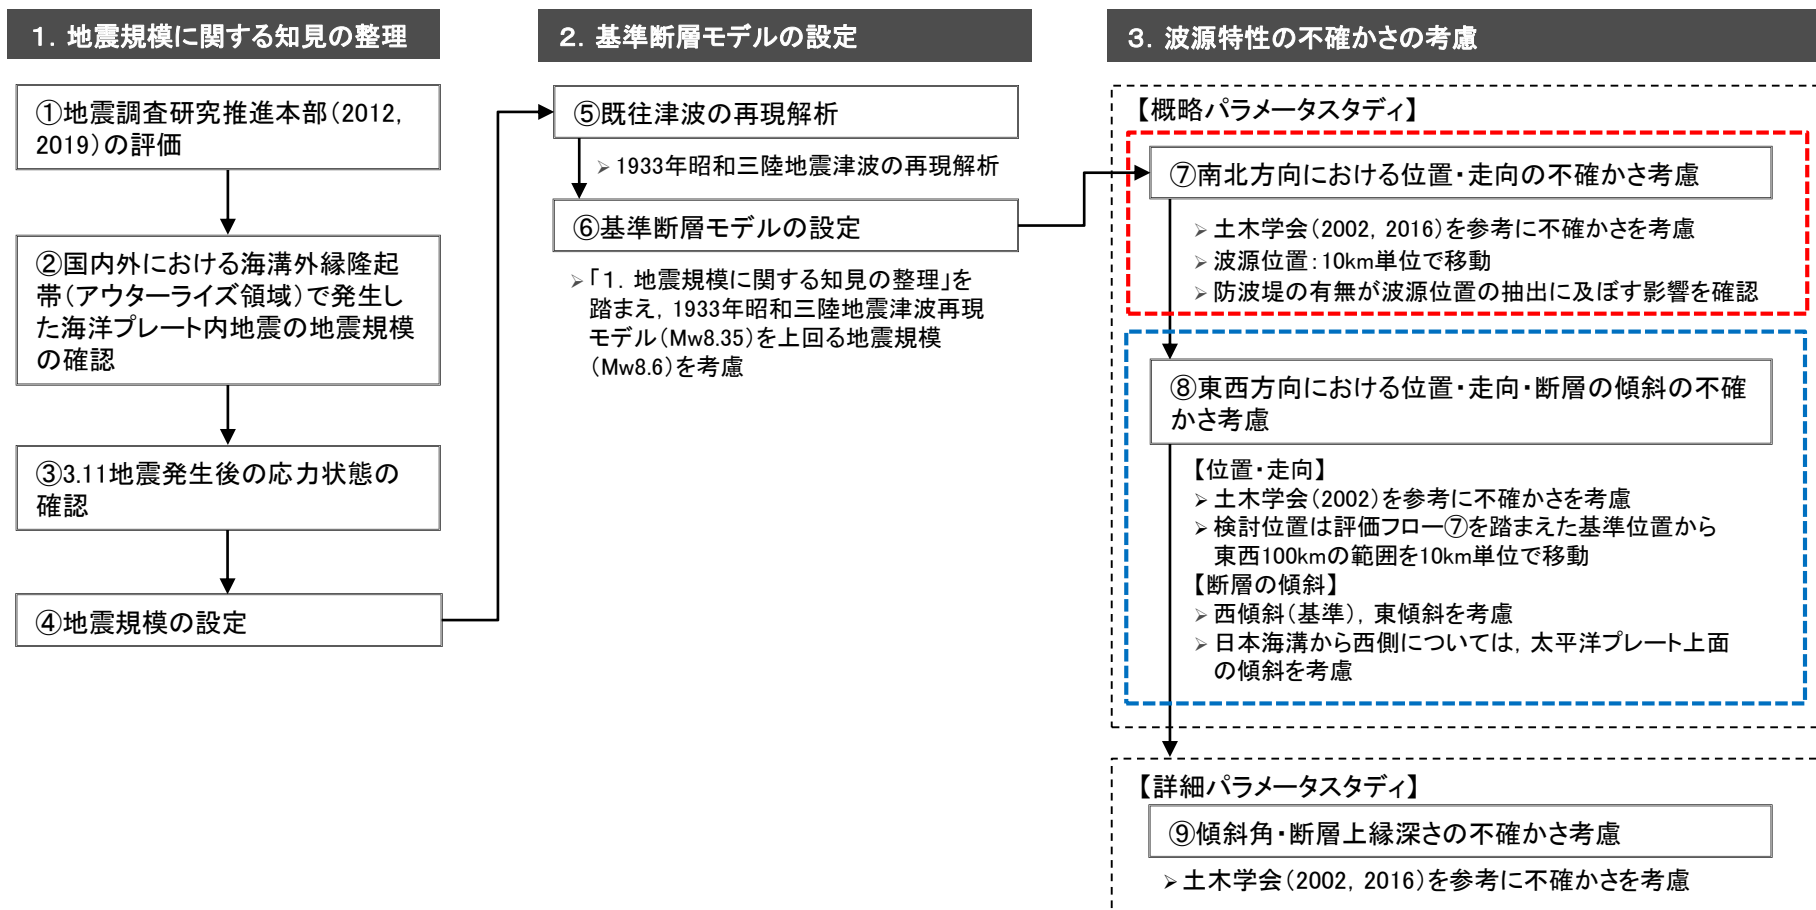 1．地震規模に関する知見の整理
①地震調査研究推進本部（2012，
2019）の評価
②国内外における海溝外縁隆起
帯（アウターライズ領域）で発生し
た海洋プレート内地震の地震規模
の確認
③3.11地震発生後の応力状態の
確認
④地震規模の設定
2．基準断層モデルの設定
⑤既往津波の再現解析
➢1933年昭和三陸地震津波の再現解析
⑥基準断層モデルの設定
➢「1．地震規模に関する知見の整理」を
踏まえ，1933年昭和三陸地震津波再現
モデル（Mw8.35）を上回る地震規模
（Mw8.6）を考慮
3．波源特性の不確かさの考慮
【概略パラメータスタディ】
⑦南北方向における位置・走向の不確かさ考慮
➢土木学会（2002，2016）を参考に不確かさを考慮
➢波源位置：10km単位で移動
➢防波堤の有無が波源位置の抽出に及ぼす影響を確認
⑧東西方向における位置・走向・断層の傾斜の不確
かさ考慮
【位置・走向】
➢土木学会（2002）を参考に不確かさを考慮
➢検討位置は評価フロー⑦を踏まえた基準位置から
東西100kmの範囲を10km単位で移動
【断層の傾斜】
➢西傾斜（基準），東傾斜を考慮
➢日本海溝から西側については，太平洋プレート上面
の傾斜を考慮
【詳細パラメータスタディ】
⑨傾斜角・断層上縁深さの不確かさ考慮
➢土木学会（2002，2016）を参考に不確かさを考慮